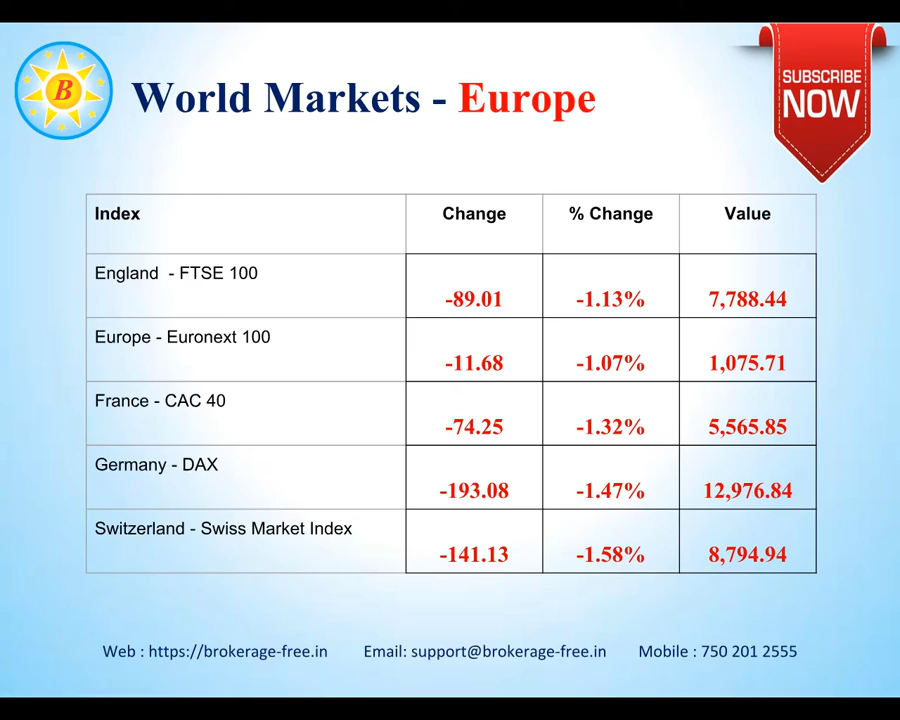 B
World Markets - Europe
SUBSCRIBE
NOW
Index Change % Change Value
England - FTSE 100 -89.01 -1.13% 7,788.44
Europe - Euronext 100 -11.68 -1.07% 1,075.71
France - CAC 40 -74.25 -1.32% 5,565.85
Germany - DAX -193.08 -1.47% 12,976.84
Switzerland - Swiss Market Index -141.13 -1.58% 8,794.94
Web : https://brokerage-free.in Email: support@brokerage-free.in Mobile : 750 201 2555